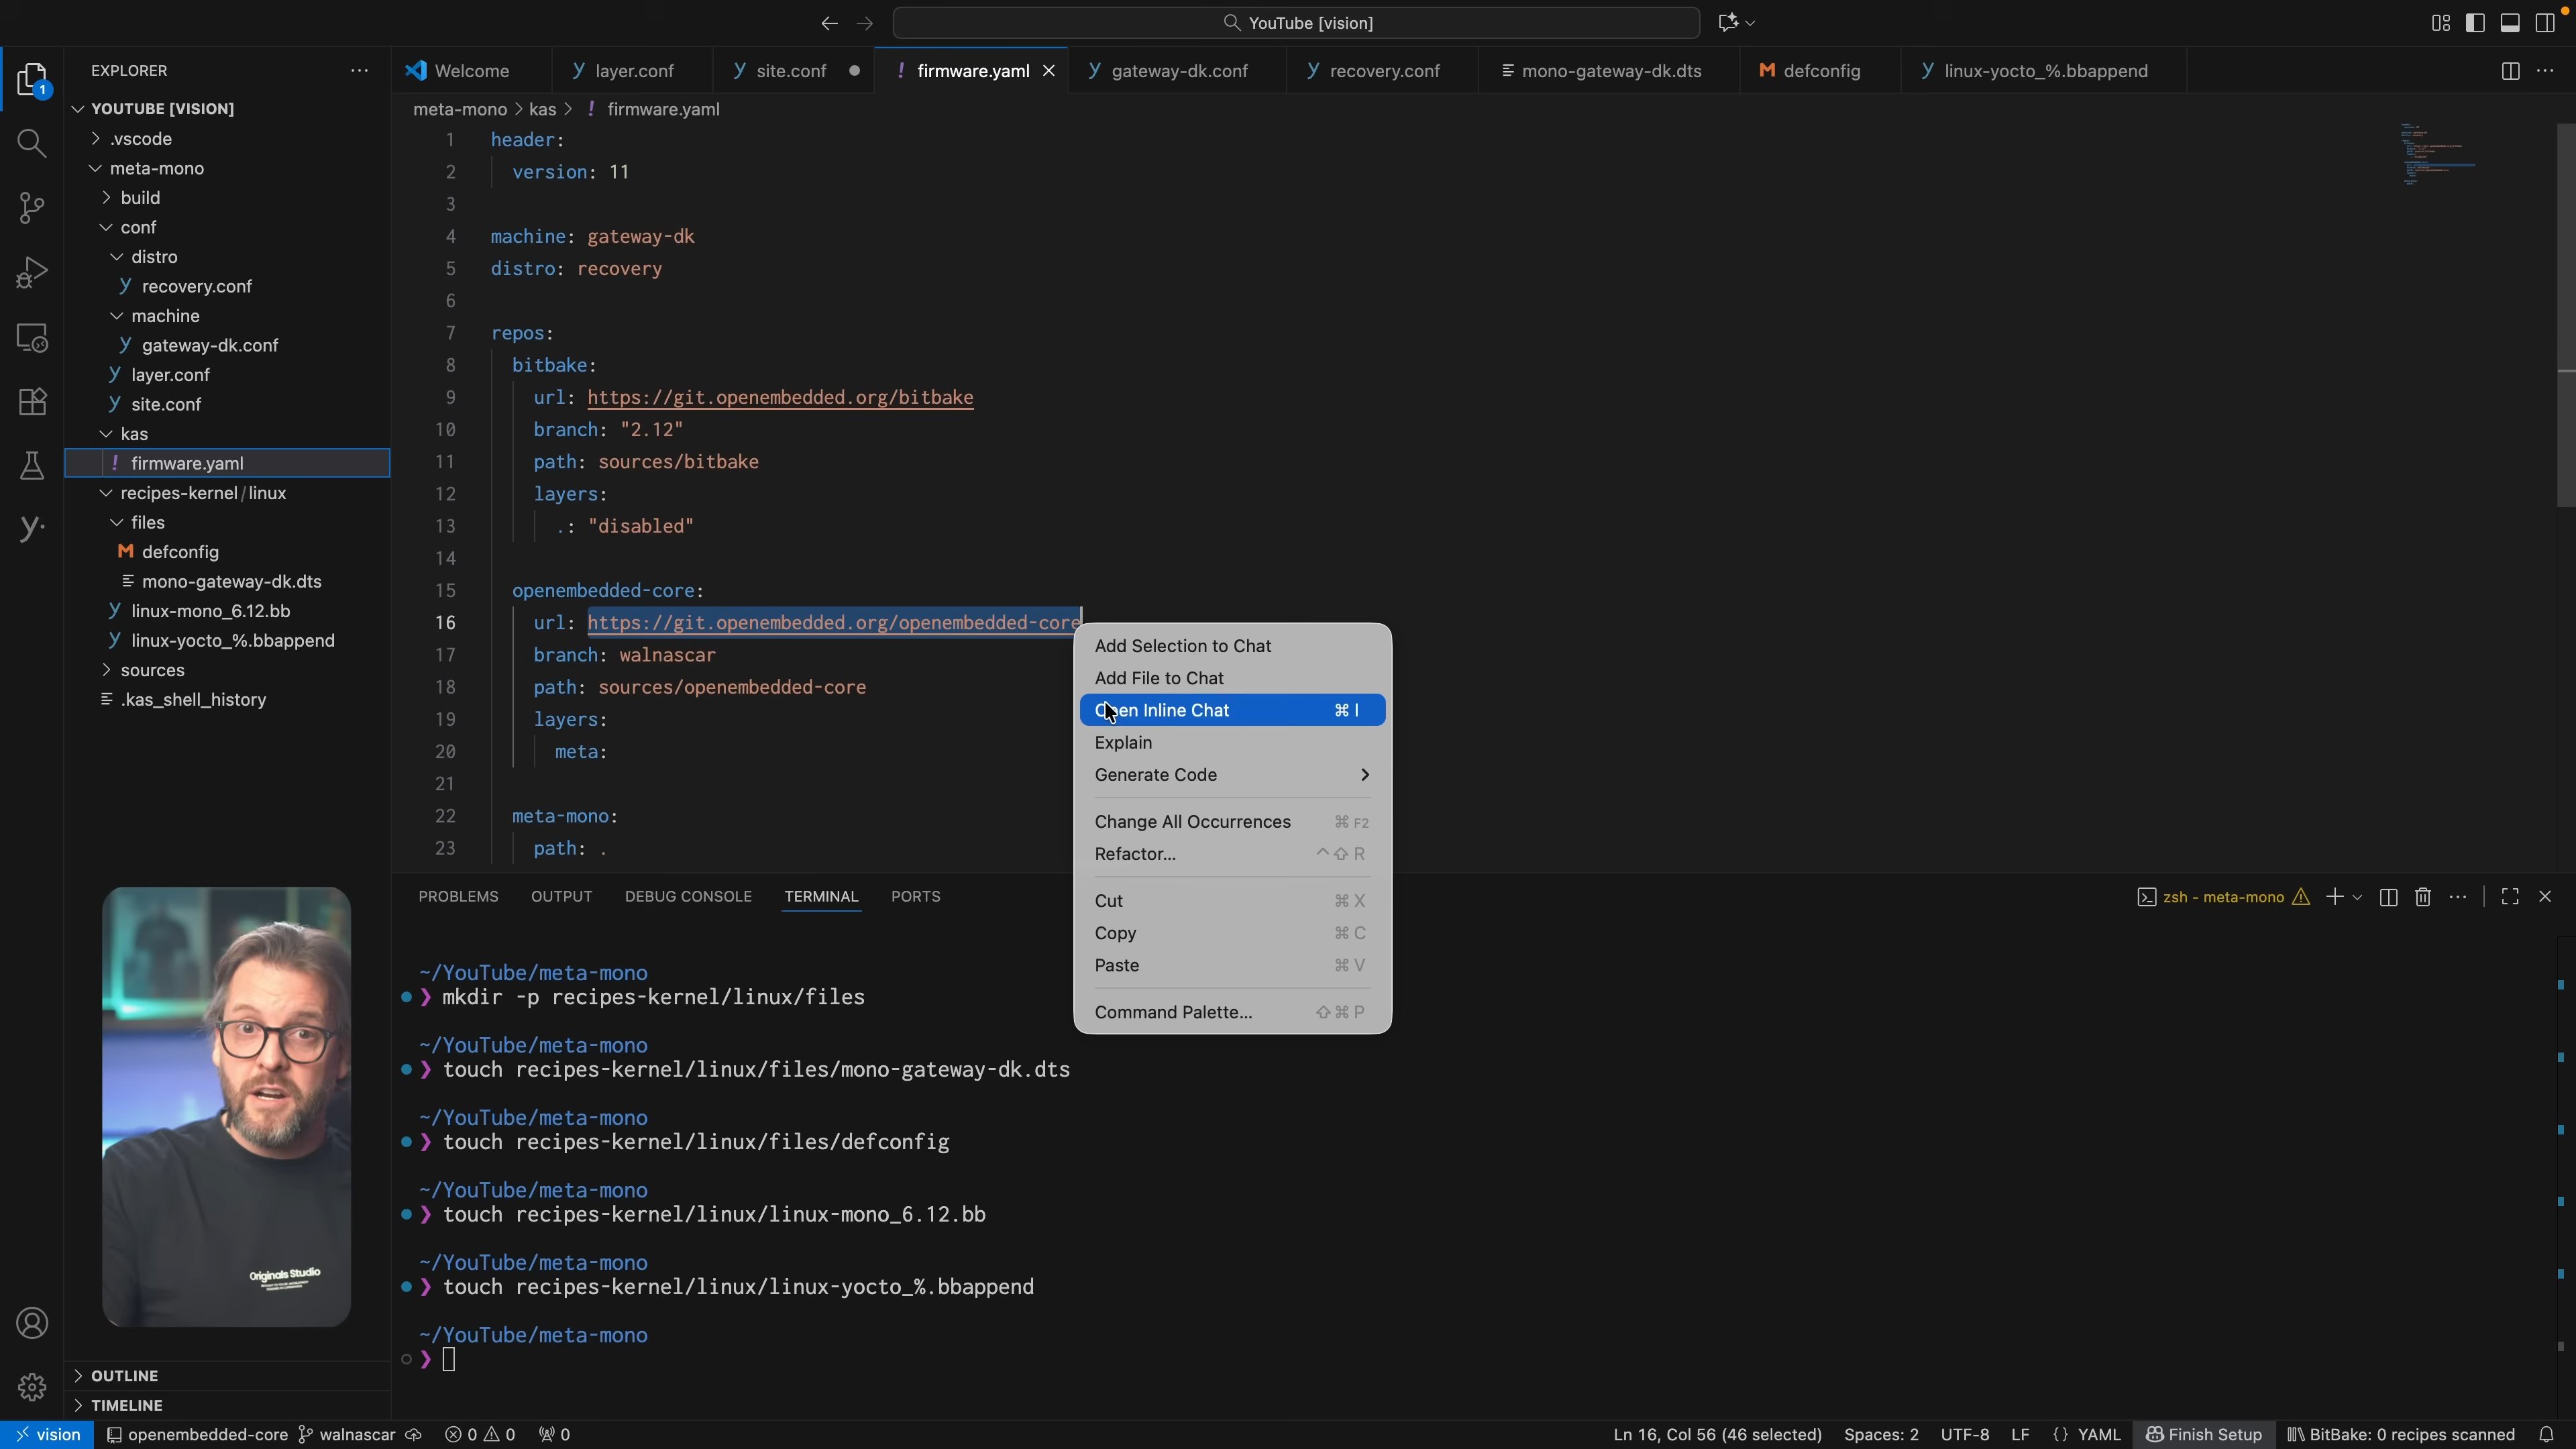 YouTube [vision]
EXPLORER
1
YOUTUBE [VISION]
.vscode
meta-mono
build
conf
distro
recovery.conf
machine
gateway-dk.conf
layer.conf
site.conf
kas
! firmware.yaml
recipes-kernel/linux
files
defconfig
mono-gateway-dk.dts
linux-mono_6.12.bb
linux-yocto_%.bbappend
sources
.kas_shell_history
Originals Studio
OUTLINE
TIMELINE
Welcome
layer.conf
site.conf
! firmware.yaml
gateway-dk.conf
recovery.conf
mono-gateway-dk.dts
defconfig
linux-yocto_%.bbappend
meta-mono > kas > ! firmware.yaml
1 header:
2 version: 11
3
4 machine: gateway-dk
5 distro: recovery
6
7 repos:
8 bitbake:
9 url: https://git.openembedded.org/bitbake
10 branch: "2.12"
11 path: sources/bitbake
12 layers:
13 .: "disabled"
14
15 openembedded-core:
16 url: https://git.openembedded.org/openembedded-core
17 branch: walnascar
18 path: sources/openembedded-core
19 layers:
20 meta:
21
22 meta-mono:
23 path: .
Add Selection to Chat
Add File to Chat
Open Inline Chat ⌘ I
Explain
Generate Code
Change All Occurrences ⌘ F2
Refactor... ⌃⇧ R
Cut ⌘ X
Copy ⌘ C
Paste ⌘ V
Command Palette... ⇧⌘ P
PROBLEMS OUTPUT DEBUG CONSOLE TERMINAL PORTS
zsh - meta-mono
~/YouTube/meta-mono
❯ mkdir -p recipes-kernel/linux/files
~/YouTube/meta-mono
❯ touch recipes-kernel/linux/files/mono-gateway-dk.dts
~/YouTube/meta-mono
❯ touch recipes-kernel/linux/files/defconfig
~/YouTube/meta-mono
❯ touch recipes-kernel/linux/linux-mono_6.12.bb
~/YouTube/meta-mono
❯ touch recipes-kernel/linux/linux-yocto_%.bbappend
~/YouTube/meta-mono
❯
vision openembedded-core walnascar 0 0 0 Ln 16, Col 56 (46 selected) Spaces: 2 UTF-8 LF {} YAML Finish Setup BitBake: 0 recipes scanned